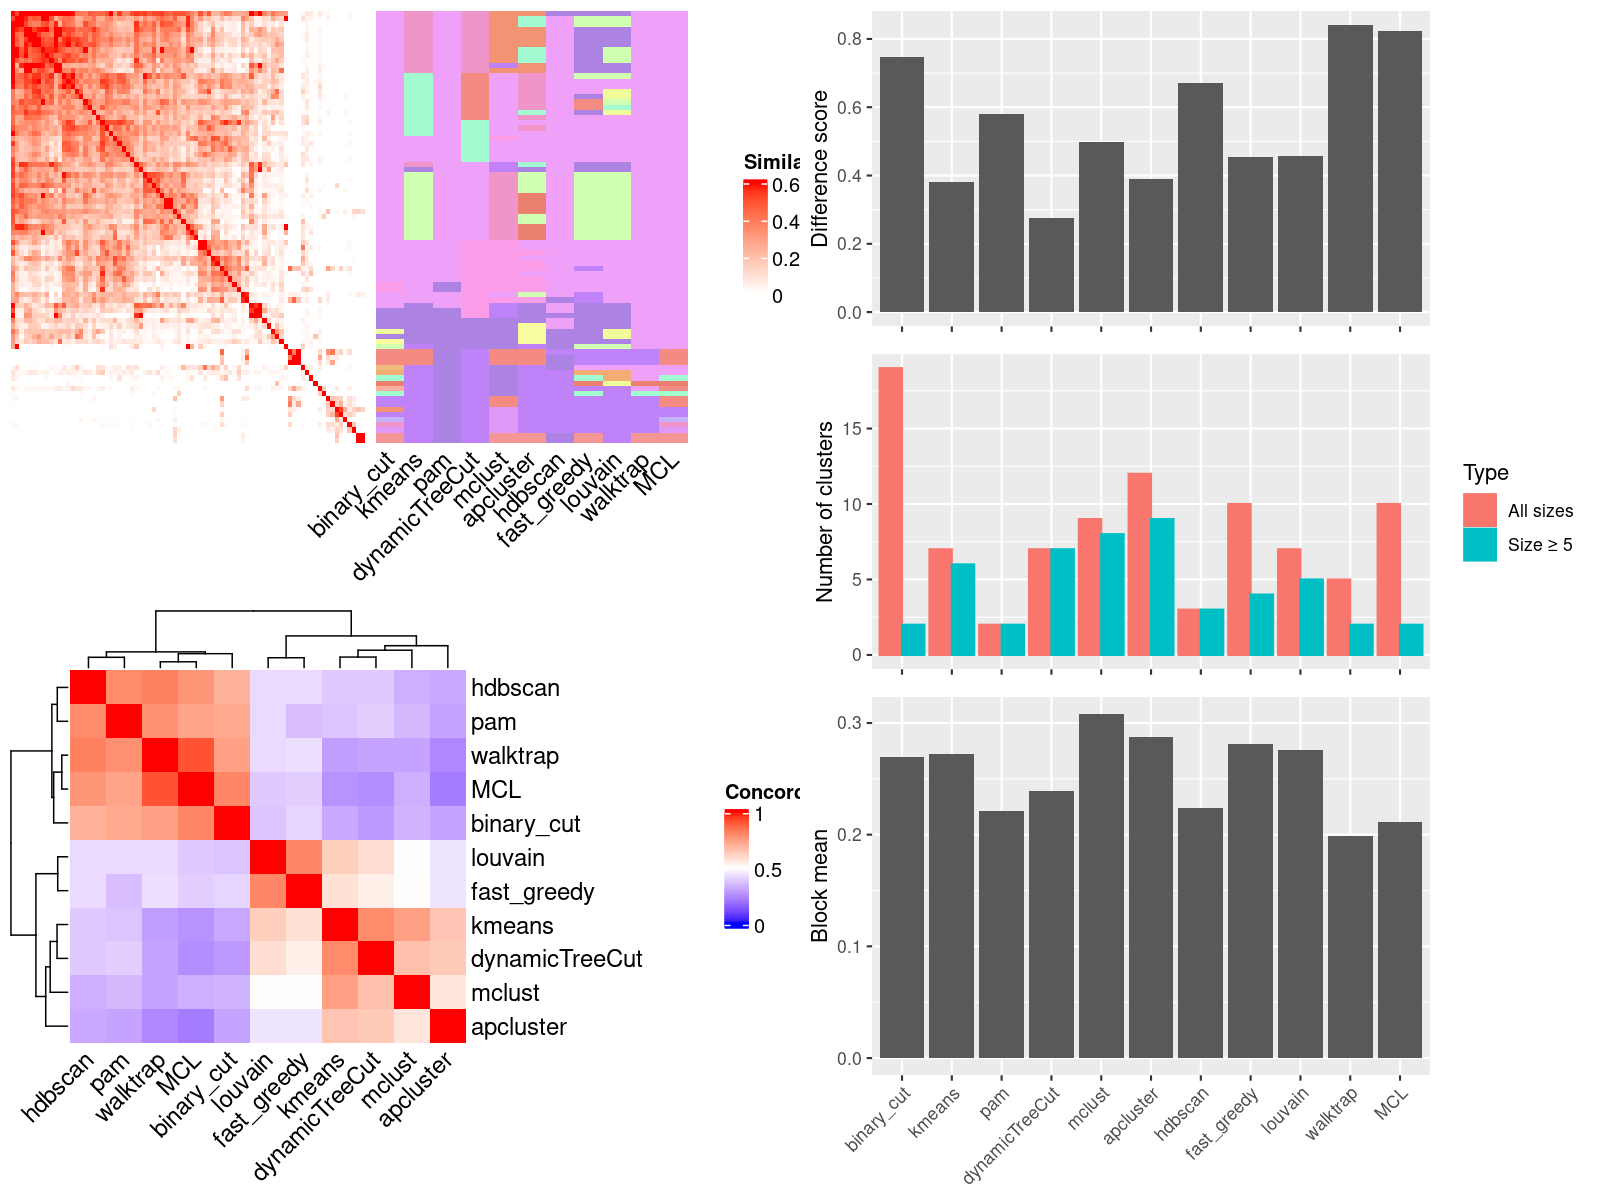 Simila
0.6
0.4
0.2
0
binary_cut
kmeans
pam
dynamicTreeCut
mclust
apcluster
hdbscan
fast_greedy
louvain
walktrap
MCL
Difference score
0.8
0.6
0.4
0.2
0.0
Number of clusters
15
10
5
0
Type
All sizes
Size ≥ 5
hdbscan
pam
walktrap
MCL
binary_cut
louvain
fast_greedy
kmeans
dynamicTreeCut
mclust
apcluster
hdbscan
pam
walktrap
MCL
binary_cut
louvain
fast_greedy
kmeans
dynamicTreeCut
mclust
apcluster
Concord
1
0.5
0
Block mean
0.3
0.2
0.1
0.0
binary_cut
kmeans
pam
dynamicTreeCut
mclust
apcluster
hdbscan
fast_greedy
louvain
walktrap
MCL